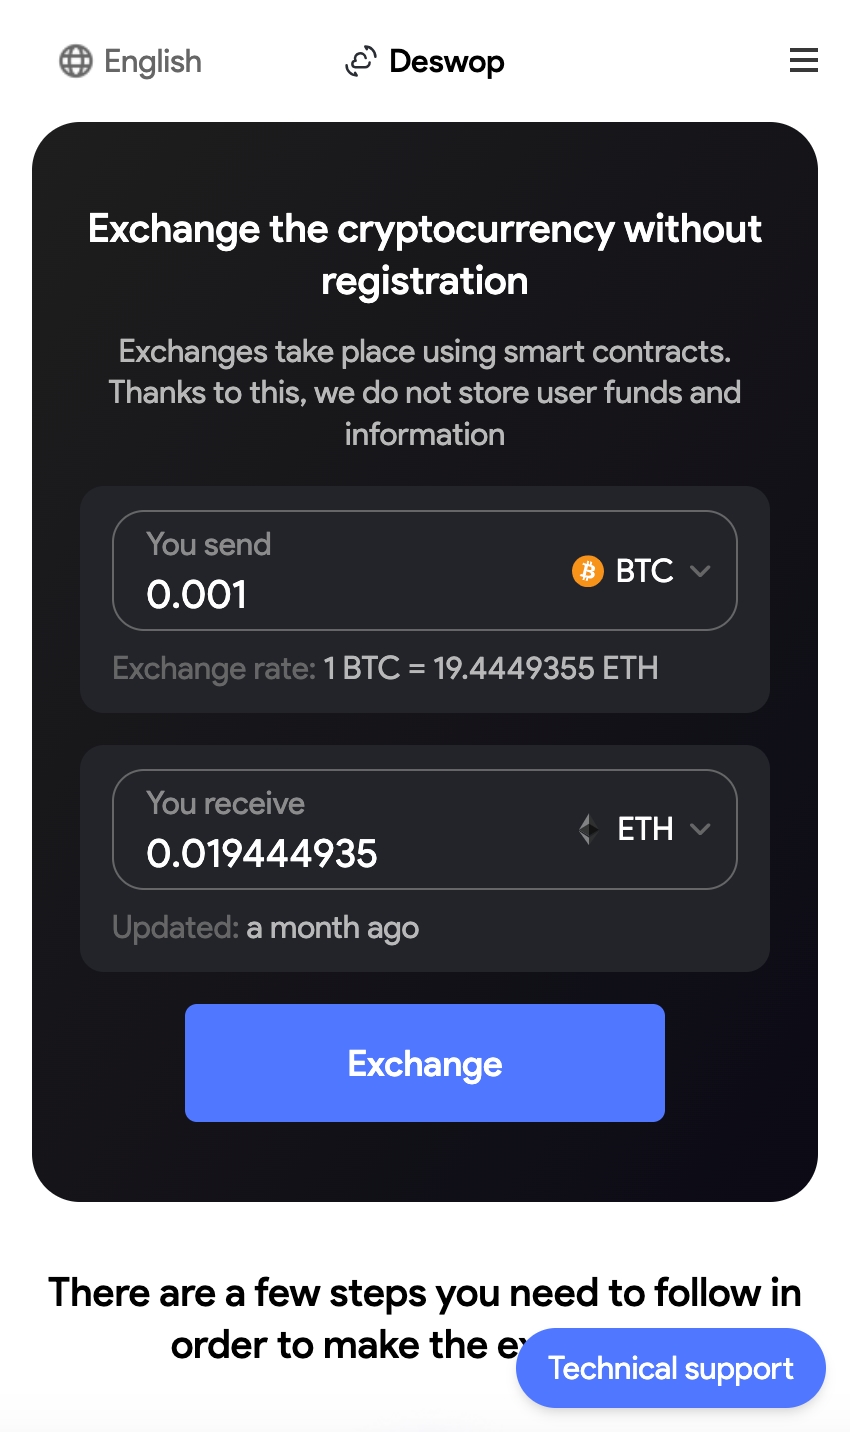 English
Deswop
Exchange the cryptocurrency without
registration
Exchanges take place using smart contracts.
Thanks to this, we do not store user funds and
information
You send
0.001
BTC
Exchange rate: 1 BTC = 19.4449355 ETH
You receive
0.019444935
ETH
Updated: a month ago
Exchange
There are a few steps you need to follow in
order to make the
Technical support